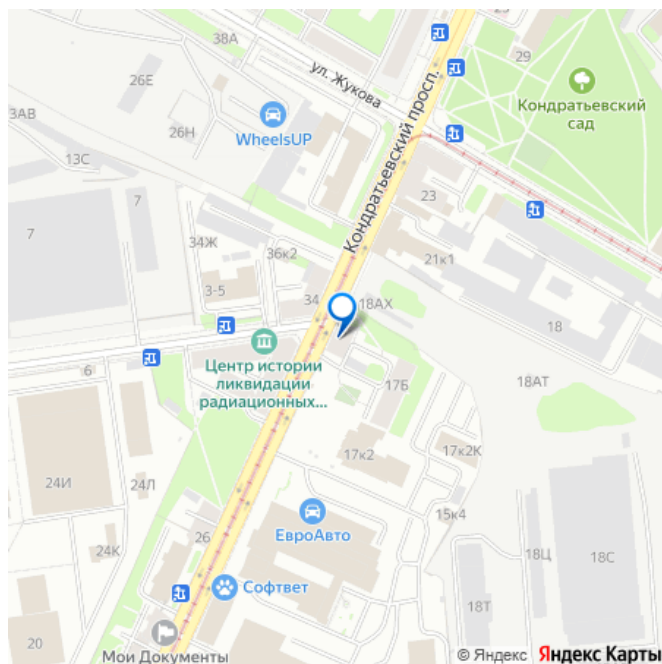 38А
29
26Е
ул. Жукова
Кондратьевский
сад
3АВ
WheelsUP
26Н
13С
Кондратьевский просп.
23
7
7
34Ж
36к2
21к1
3-5
34
18АХ
18
6
Центр истории
ликвидации
радиационных...
17Б
18АТ
17к2
17к2К
24И
24Л
15к4
26
ЕвроАвто
24К
18Ц
18С
Софтвет
18Т
20
Мои Документы
© Яндекс Яндекс Карты